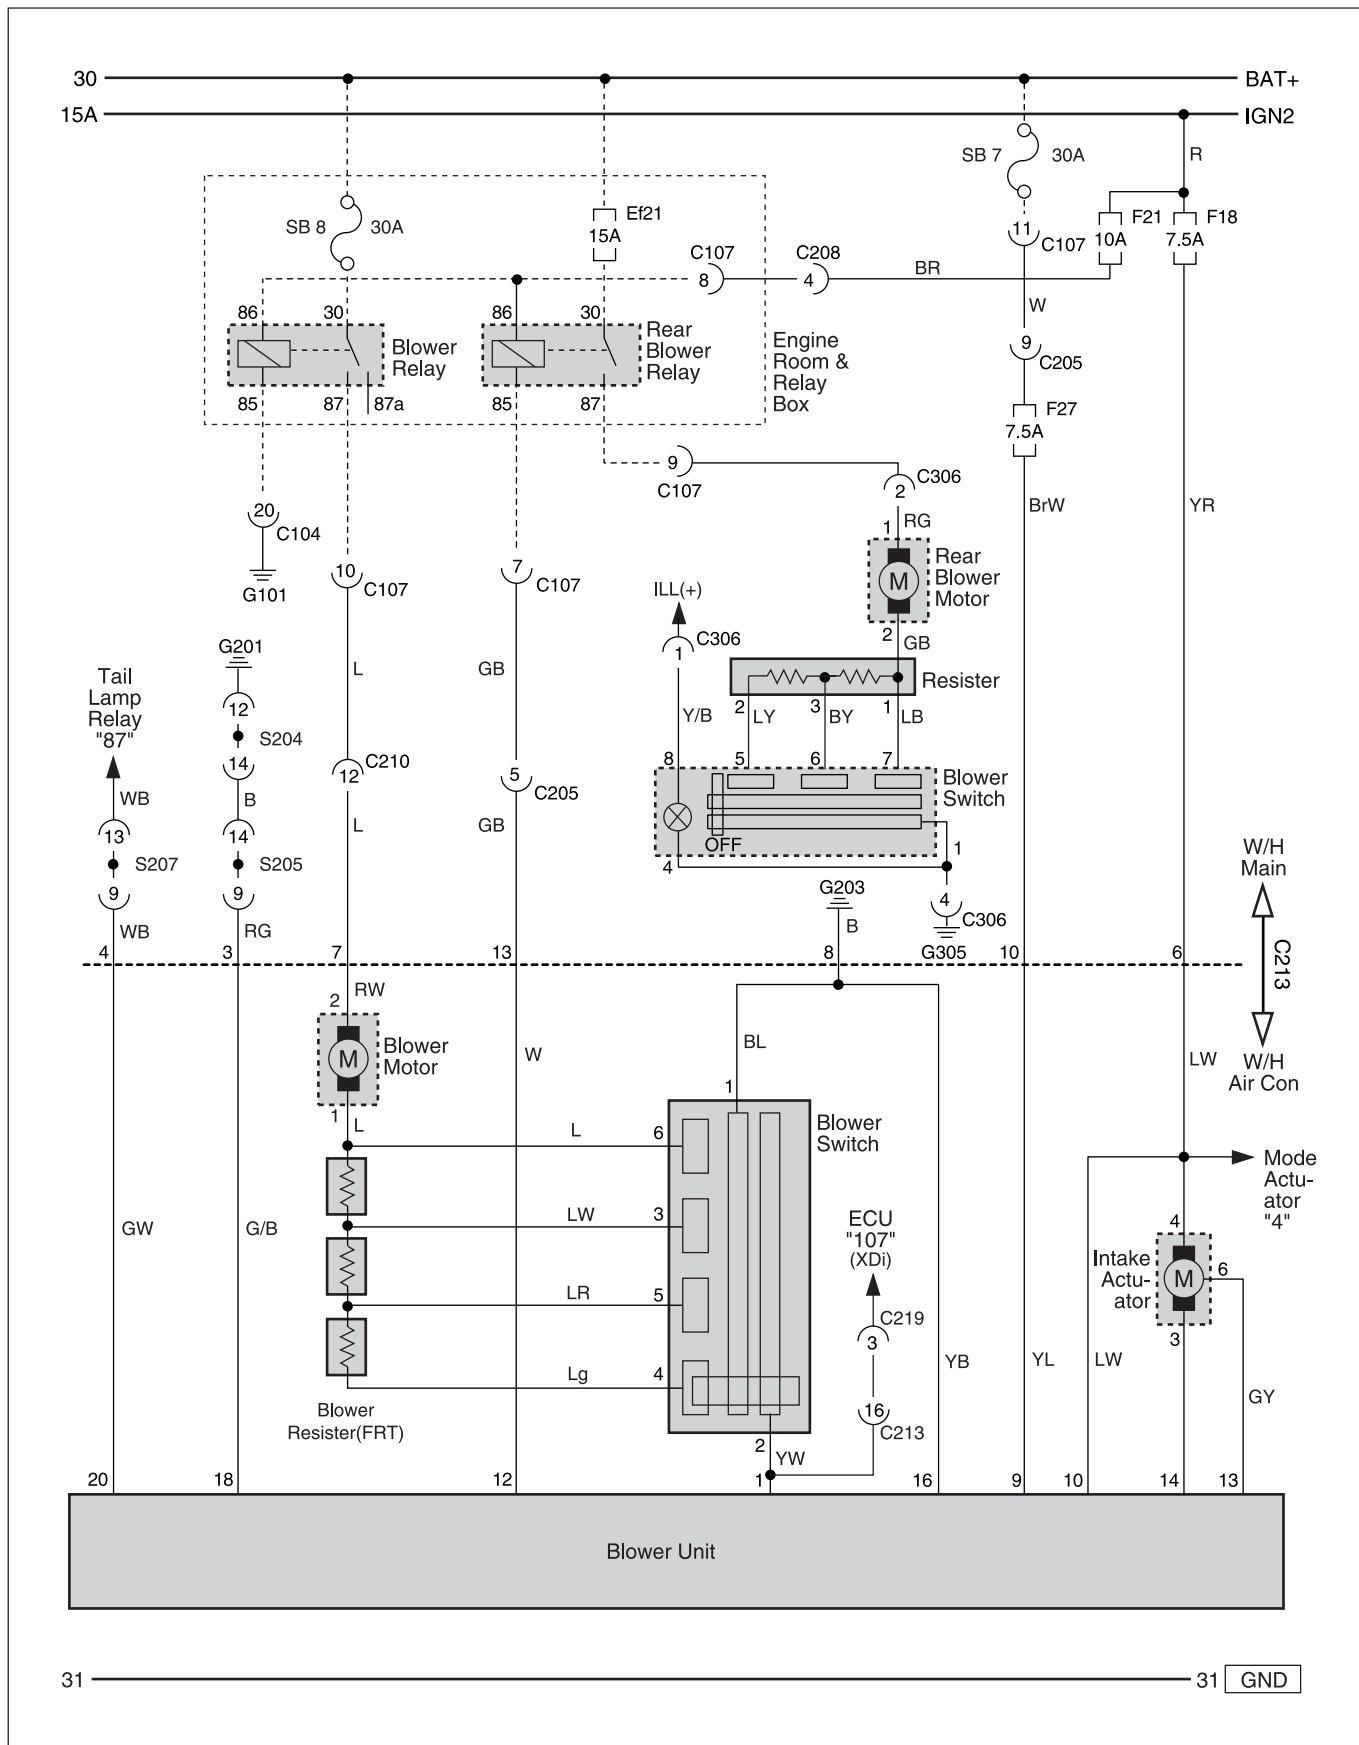 30
BAT+
15A
IGN2
SB 7
30A
R
SB 8
30A
Ef21
15A
11
C107
F21
10A
F18
7.5A
C107
8
C208
4
BR
W
86
30
Blower
Relay
86
30
Rear
Blower
Relay
Engine
Room &
Relay
Box
9
C205
85
87
87a
85
87
F27
7.5A
9
C107
C306
2
BrW
YR
20
C104
G101
1
RG
Rear
Blower
Motor
M
10
C107
7
C107
ILL(+)
C306
1
2
GB
G201
12
S204
14
B
14
S205
9
RG
Tail
Lamp
Relay
"87"
WB
13
S207
9
WB
L
GB
Resister
2
LY
3
BY
1
LB
Y/B
C210
12
5
C205
L
GB
8
5
6
7
Blower
Switch
OFF
4
1
G203
B
4
C306
G305
W/H
Main
C213
W/H
Air Con
4
3
7
13
8
10
6
2
RW
M
Blower
Motor
1
L
W
BL
1
LW
Blower
Switch
L
6
LW
3
LR
5
Lg
4
2
YW
GW
G/B
Blower
Resister(FRT)
ECU
"107"
(XDi)
C219
3
16
C213
YB
YL
LW
Mode
Actu-
ator
"4"
4
Intake
Actu-
ator
M
6
3
GY
20
18
12
1
16
9
10
14
13
Blower Unit
31
31
GND